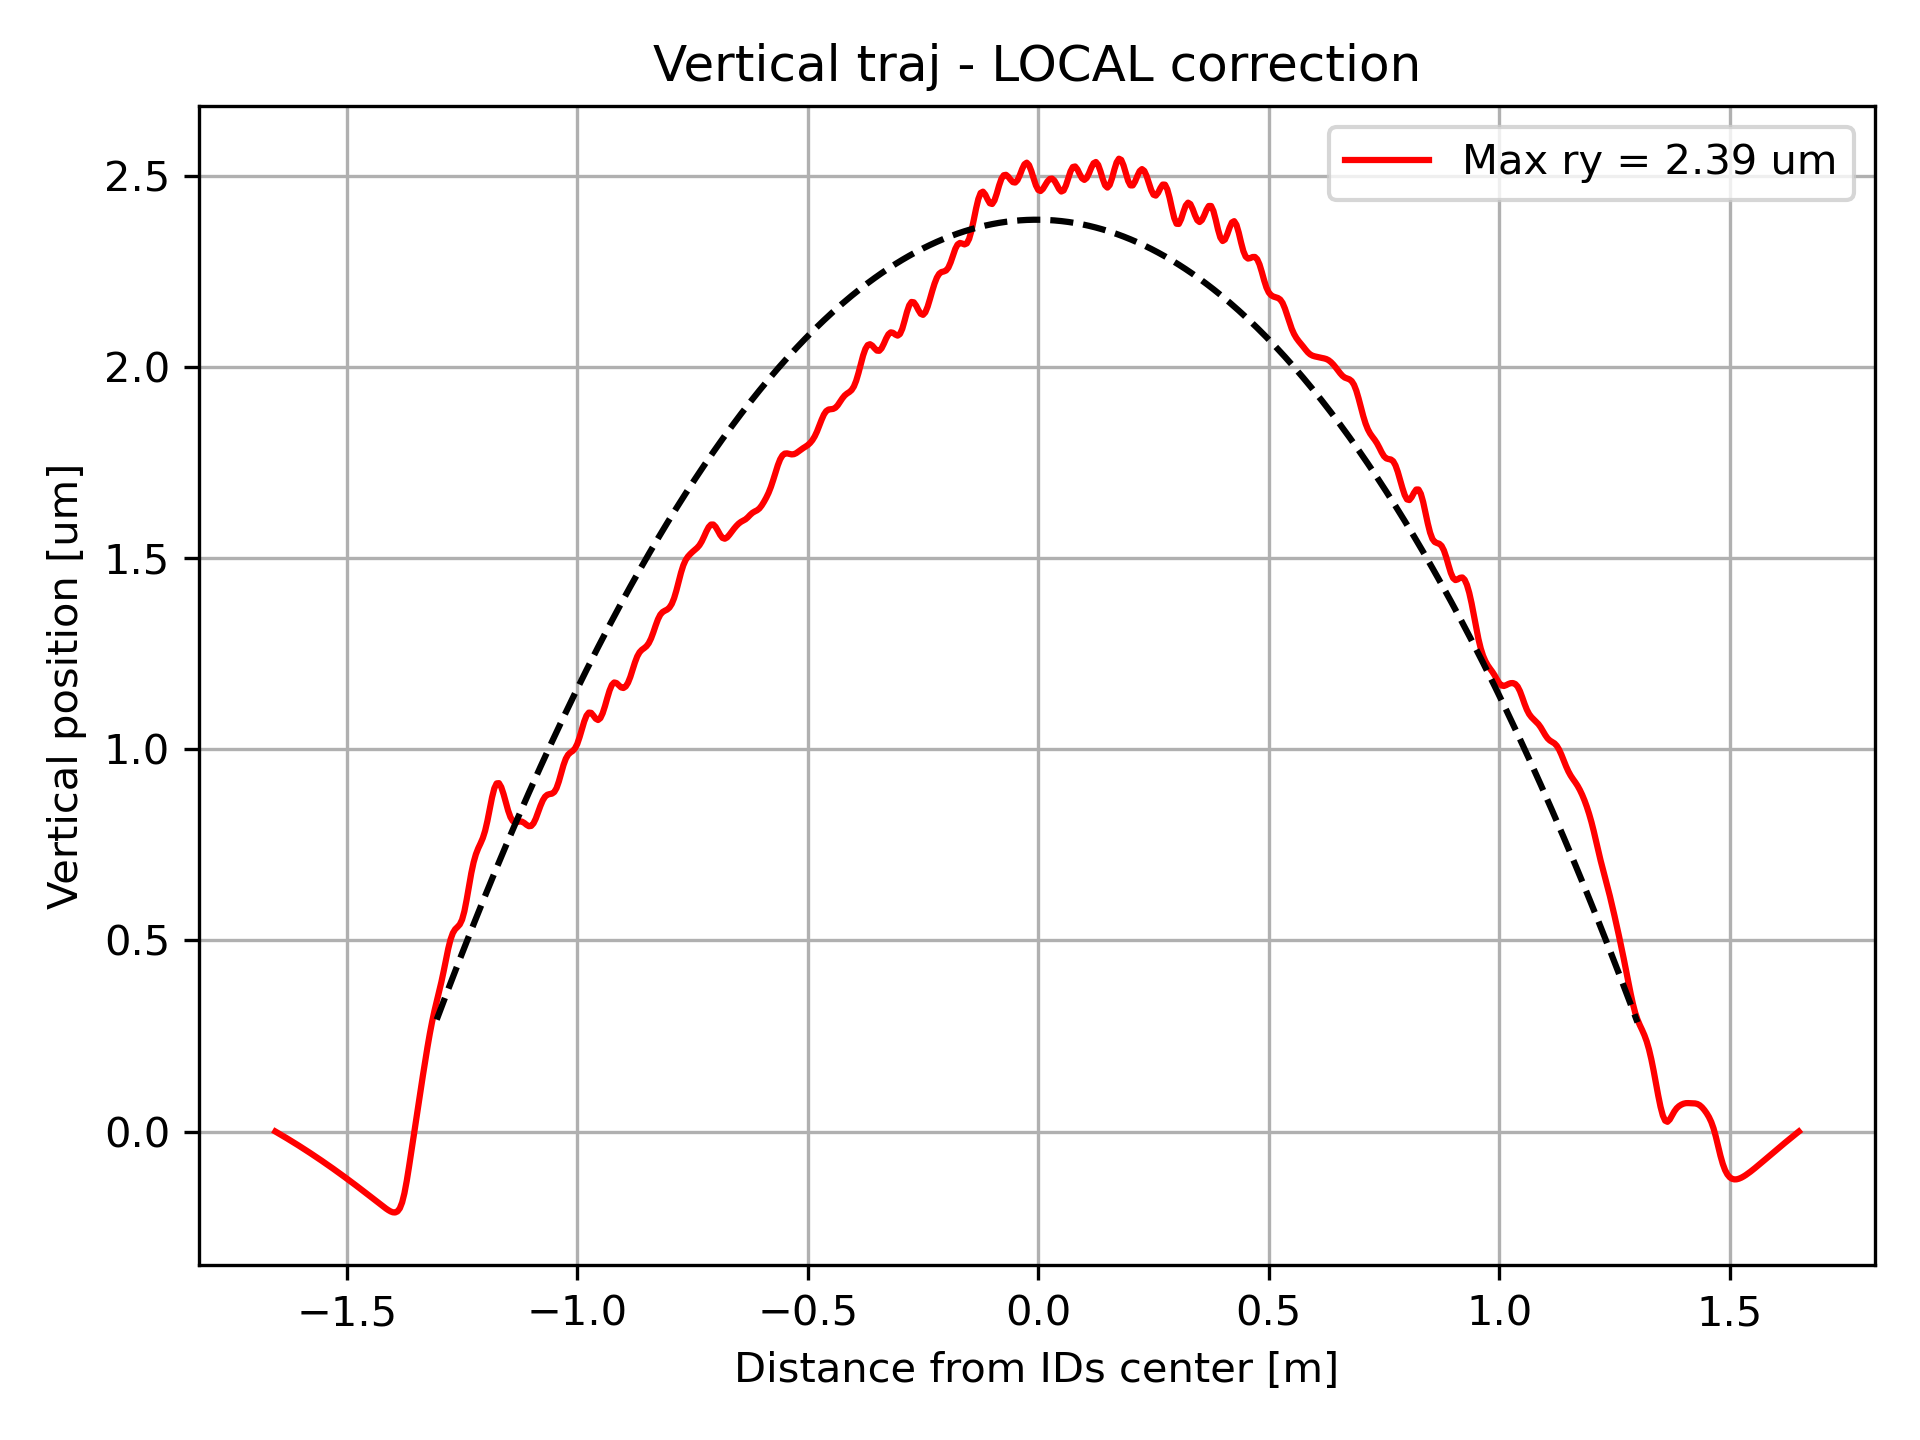 Vertical traj - LOCAL correction
Max ry = 2.39 um
Vertical position [um]
2.5
2.0
1.5
1.0
0.5
0.0
−1.5 −1.0 −0.5 0.0 0.5 1.0 1.5
Distance from IDs center [m]